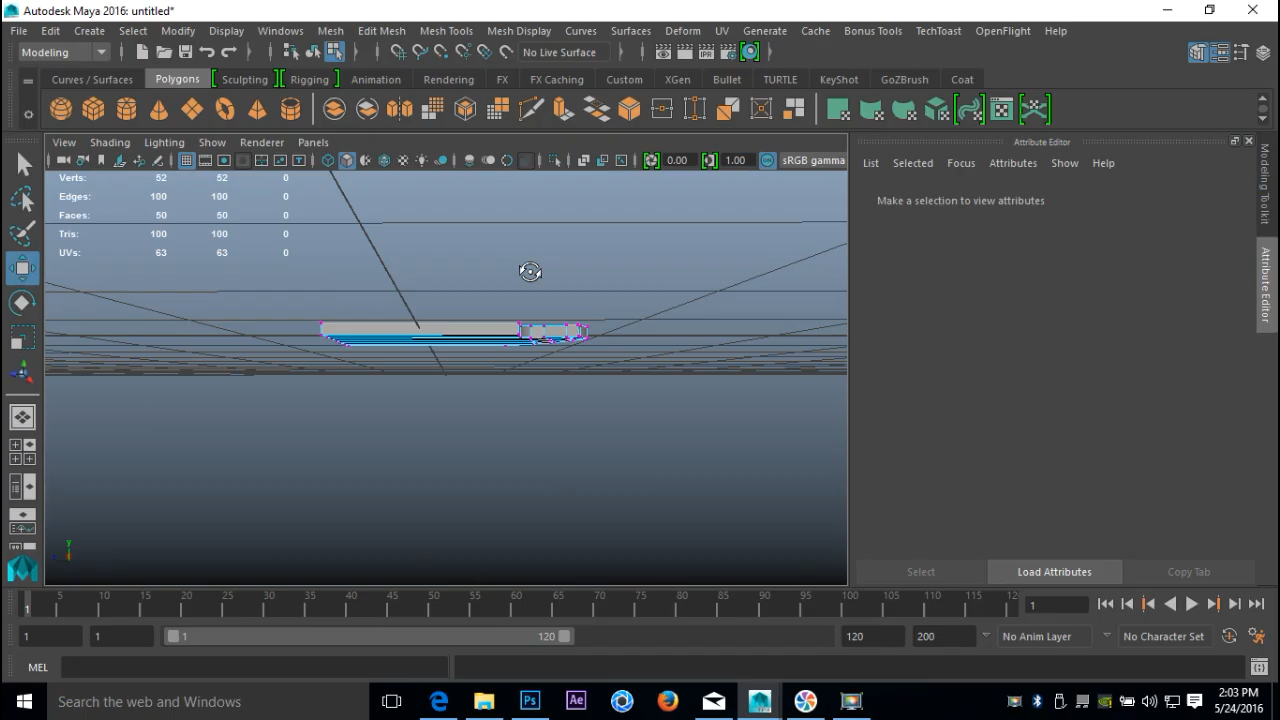 Autodesk Maya 2016: untitled*
File Edit Create Select Modify Display Windows Mesh Edit Mesh Mesh Tools Mesh Display Curves Surfaces Deform UV Generate Cache Bonus Tools TechToast OpenFlight Help
Modeling No Live Surface
Curves / Surfaces Polygons Sculpting Rigging Animation Rendering FX FX Caching Custom XGen Bullet TURTLE KeyShot GoZBrush Coat
View Shading Lighting Show Renderer Panels Attribute Editor
0.00 1.00 sRGB gamma
List Selected Focus Attributes Show Help
Verts: 52 52 0
Edges: 100 100 0
Faces: 50 50 0
Tris: 100 100 0
UVs: 63 63 0
Make a selection to view attributes
Modeling Toolkit
Attribute Editor
y
Select Load Attributes Copy Tab
1 5 10 15 20 25 30 35 40 45 50 55 60 65 70 75 80 85 90 95 100 105 110 115 12 1
1 1 1 120 120 200 No Anim Layer No Character Set
MEL
Search the web and Windows Ps Ae 2:03 PM
5/24/2016